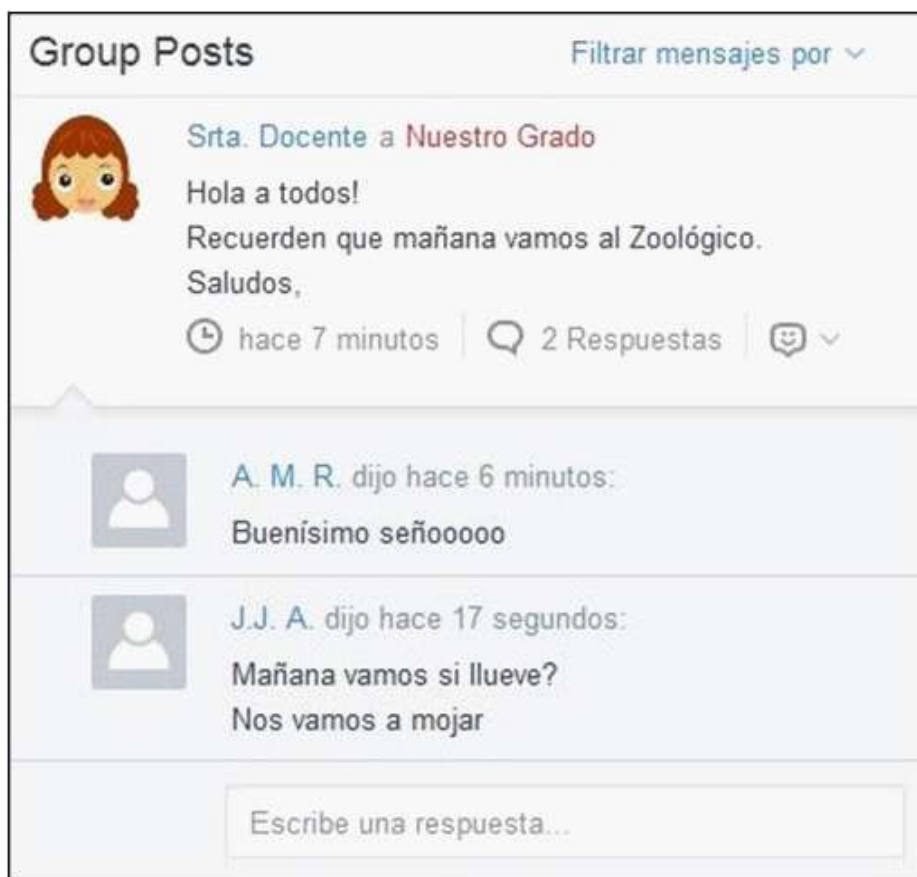 Group Posts Filtrar mensajes por
Srta. Docente a Nuestro Grado
Hola a todos!
Recuerden que mañana vamos al Zoológico.
Saludos,
hace 7 minutos 2 Respuestas
A. M. R. dijo hace 6 minutos:
Buenísimo señooooo
J.J. A. dijo hace 17 segundos:
Mañana vamos si llueve?
Nos vamos a mojar
Escribe una respuesta...